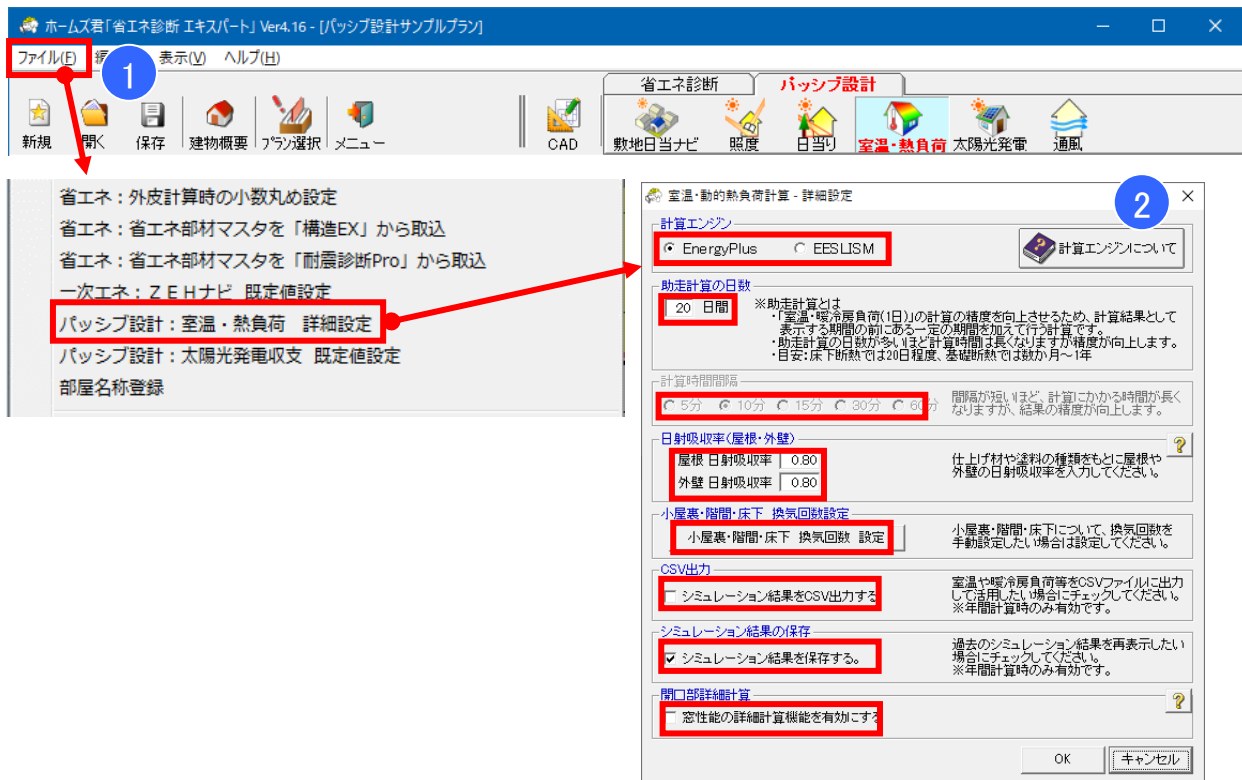 ホームズ君「省エネ診断 エキスパート」Ver4.16 - [パッシブ設計サンプルプラン]
ファイル(F) 表示(V) ヘルプ(H)
1
省エネ診断 パッシブ設計
新規 開く 保存 建物概要 プラン選択 メニュー CAD 敷地日当ナビ 照度 日当り 室温・熱負荷 太陽光発電 通風
省エネ：外皮計算時の小数丸め設定
省エネ：省エネ部材マスタを「構造EX」から取込
省エネ：省エネ部材マスタを「耐震診断Pro」から取込
一次エネ：ＺＥＨナビ 既定値設定
パッシブ設計：室温・熱負荷 詳細設定
パッシブ設計：太陽光発電収支 既定値設定
部屋名称登録
室温・動的熱負荷計算 - 詳細設定
2
計算エンジン
EnergyPlus EESLISM 計算エンジンについて
助走計算の日数
20 日間
※助走計算とは
・「室温・暖冷房負荷(1日)」の計算の精度を向上させるため、計算結果として
表示する期間の前にある一定の期間を加えて行う計算です。
・助走計算の日数が多いほど計算時間は長くなりますが精度が向上します。
・目安:床下断熱では20日程度、基礎断熱では数か月～1年
計算時間間隔
5分 10分 15分 30分 60分
間隔が短いほど、計算にかかる時間が長く
なりますが、結果の精度が向上します。
日射吸収率(屋根・外壁)
屋根 日射吸収率 0.80
外壁 日射吸収率 0.80
仕上げ材や塗料の種類をもとに屋根や
外壁の日射吸収率を入力してください。
小屋裏・階間・床下 換気回数設定
小屋裏・階間・床下 換気回数 設定
小屋裏・階間・床下について、換気回数を
手動設定したい場合は設定してください。
CSV出力
シミュレーション結果をCSV出力する
室温や暖冷房負荷等をCSVファイルに出力
して活用したい場合にチェックしてください。
※年間計算時のみ有効です。
シミュレーション結果の保存
シミュレーション結果を保存する。
過去のシミュレーション結果を再表示したい
場合にチェックしてください。
※年間計算時のみ有効です。
開口部詳細計算
窓性能の詳細計算機能を有効にする
OK キャンセル